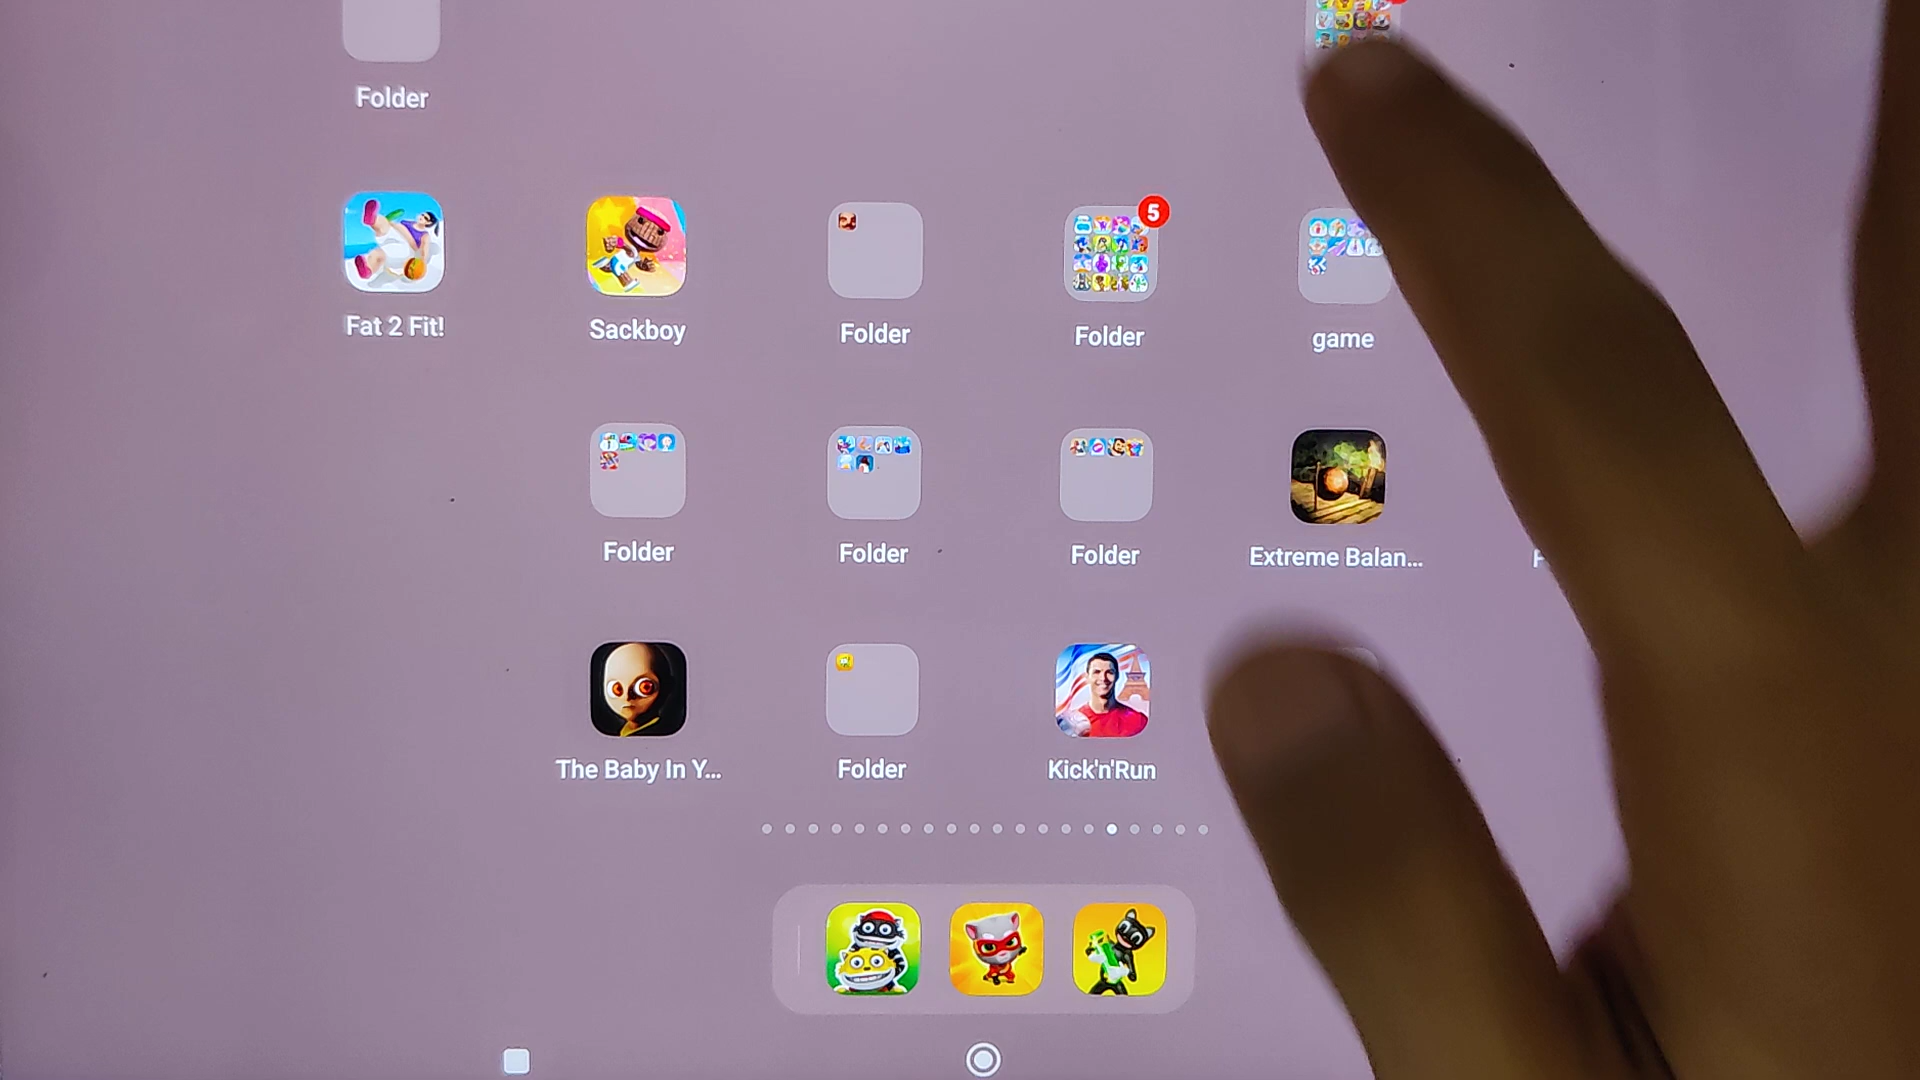 Folder
Fat 2 Fit!
Sackboy
Folder
5
Folder
game
Folder
Folder
Folder
Extreme Balan...
The Baby In Y...
Folder
Kick'n'Run